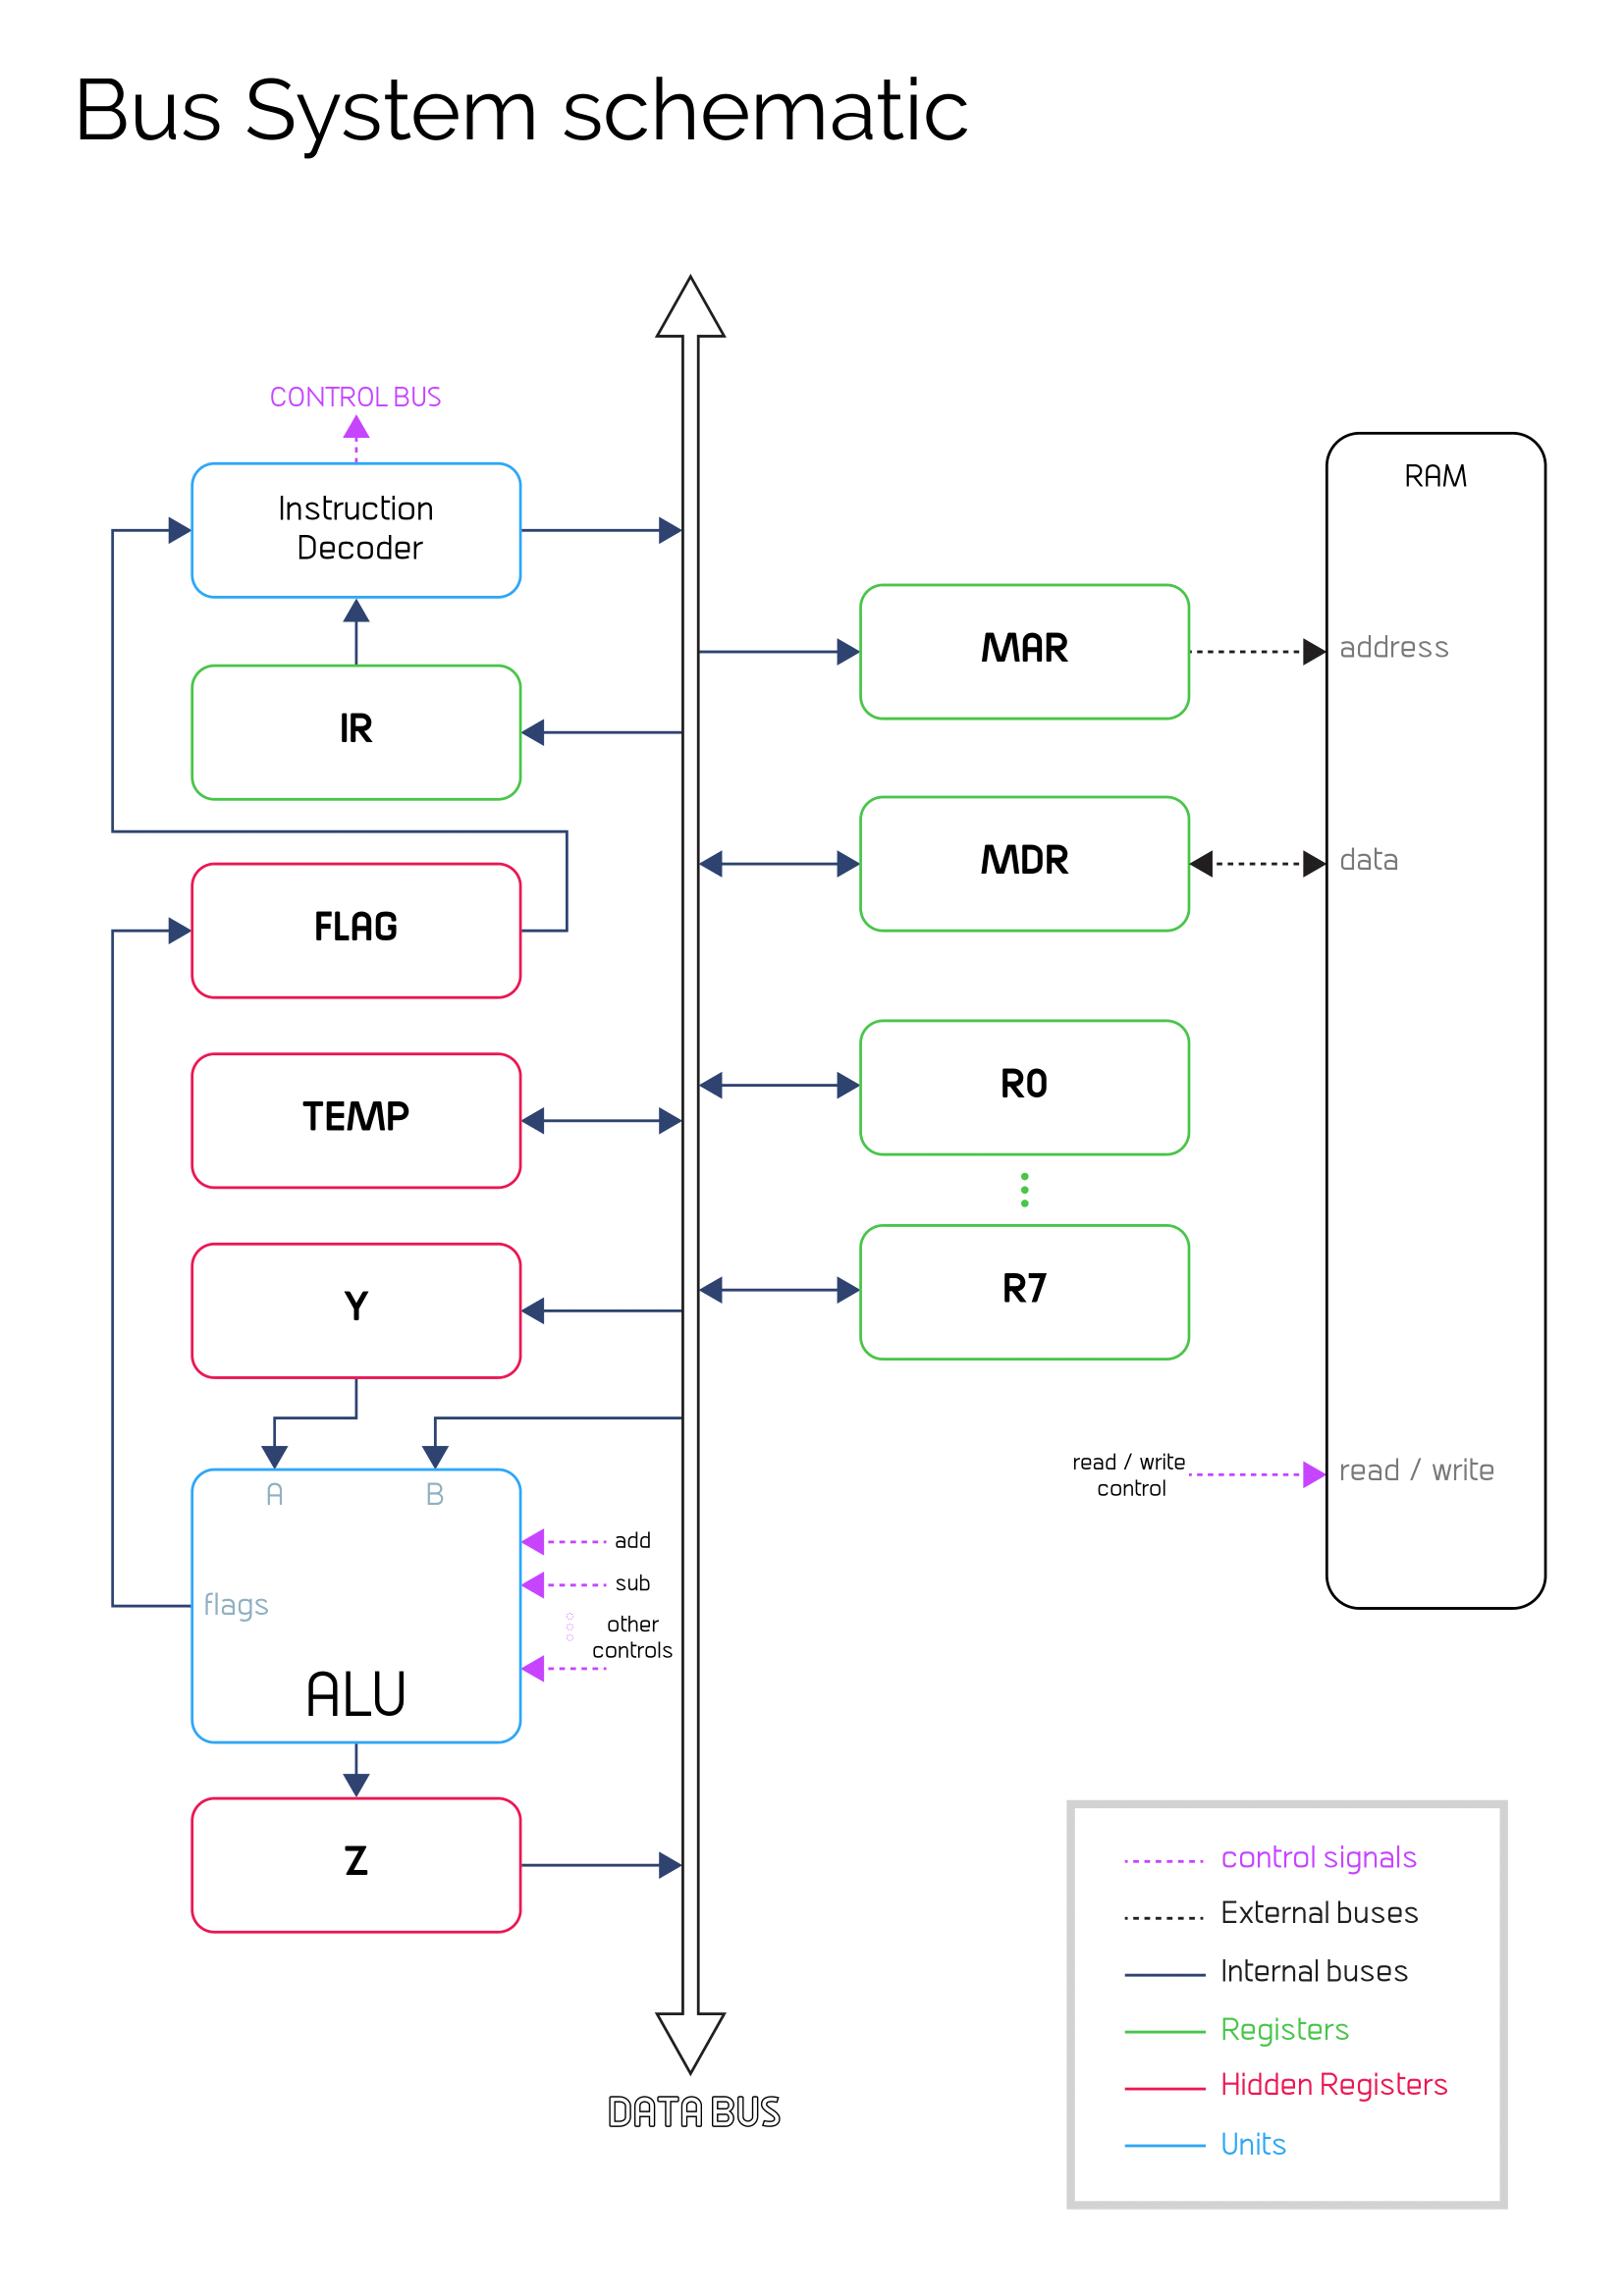 Bus System schematic
CONTROL BUS
Instruction
Decoder
IR
FLAG
TEMP
Y
A
B
flags
ALU
add
sub
other
controls
Z
DATA BUS
MAR
MDR
R0
R7
RAM
address
data
read / write
control
read / write
control signals
External buses
Internal buses
Registers
Hidden Registers
Units